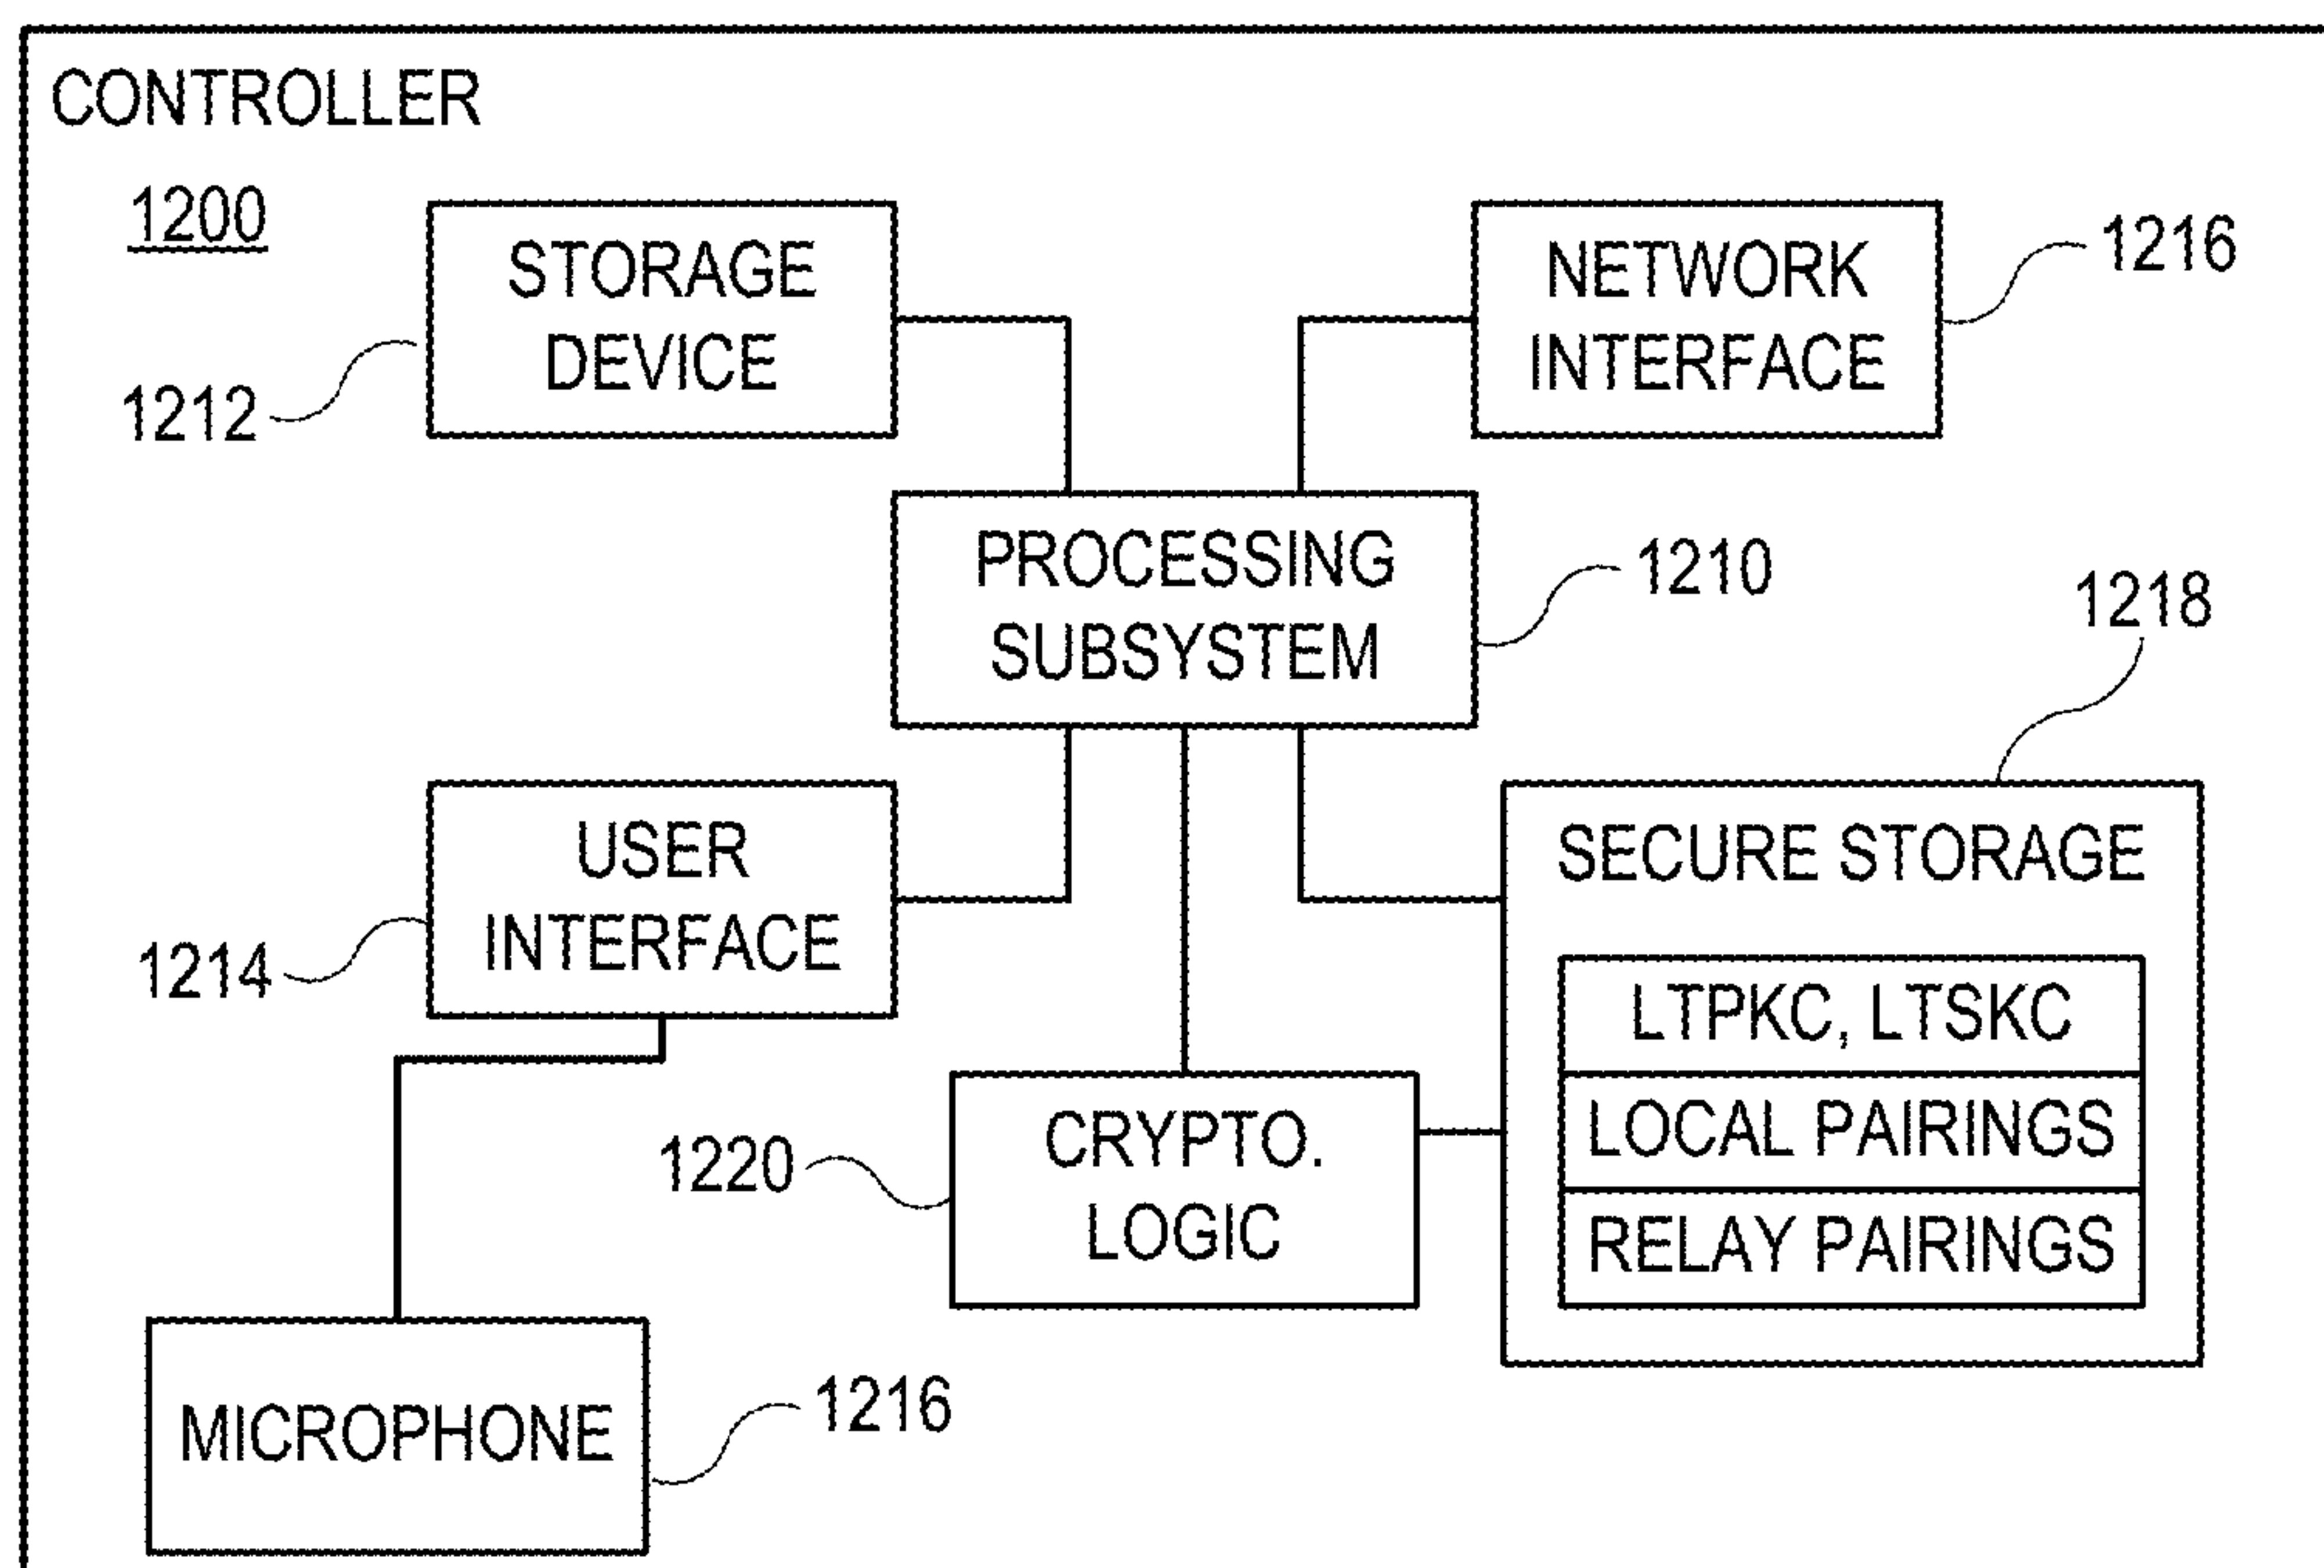 CONTROLLER
1200
STORAGE
DEVICE
1212
NETWORK
INTERFACE
1216
PROCESSING
SUBSYSTEM
1210
1218
USER
INTERFACE
1214
SECURE STORAGE
LTPKC, LTSKC
LOCAL PAIRINGS
RELAY PAIRINGS
CRYPTO.
LOGIC
1220
MICROPHONE
1216